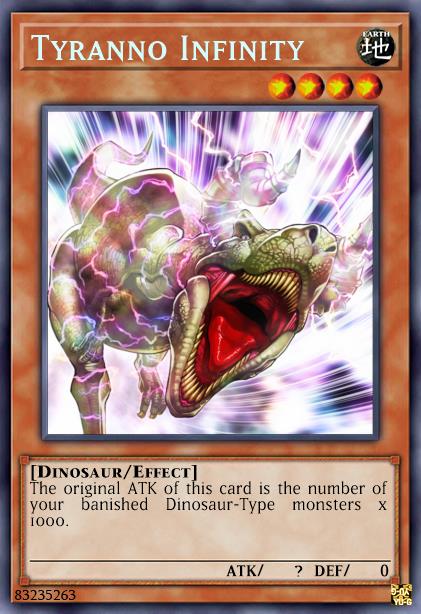 Tyranno Infinity
EARTH
地
[Dinosaur/Effect]
The original ATK of this card is the number of
your banished Dinosaur-Type monsters x
1000.
ATK/ ? DEF/ 0
83235263